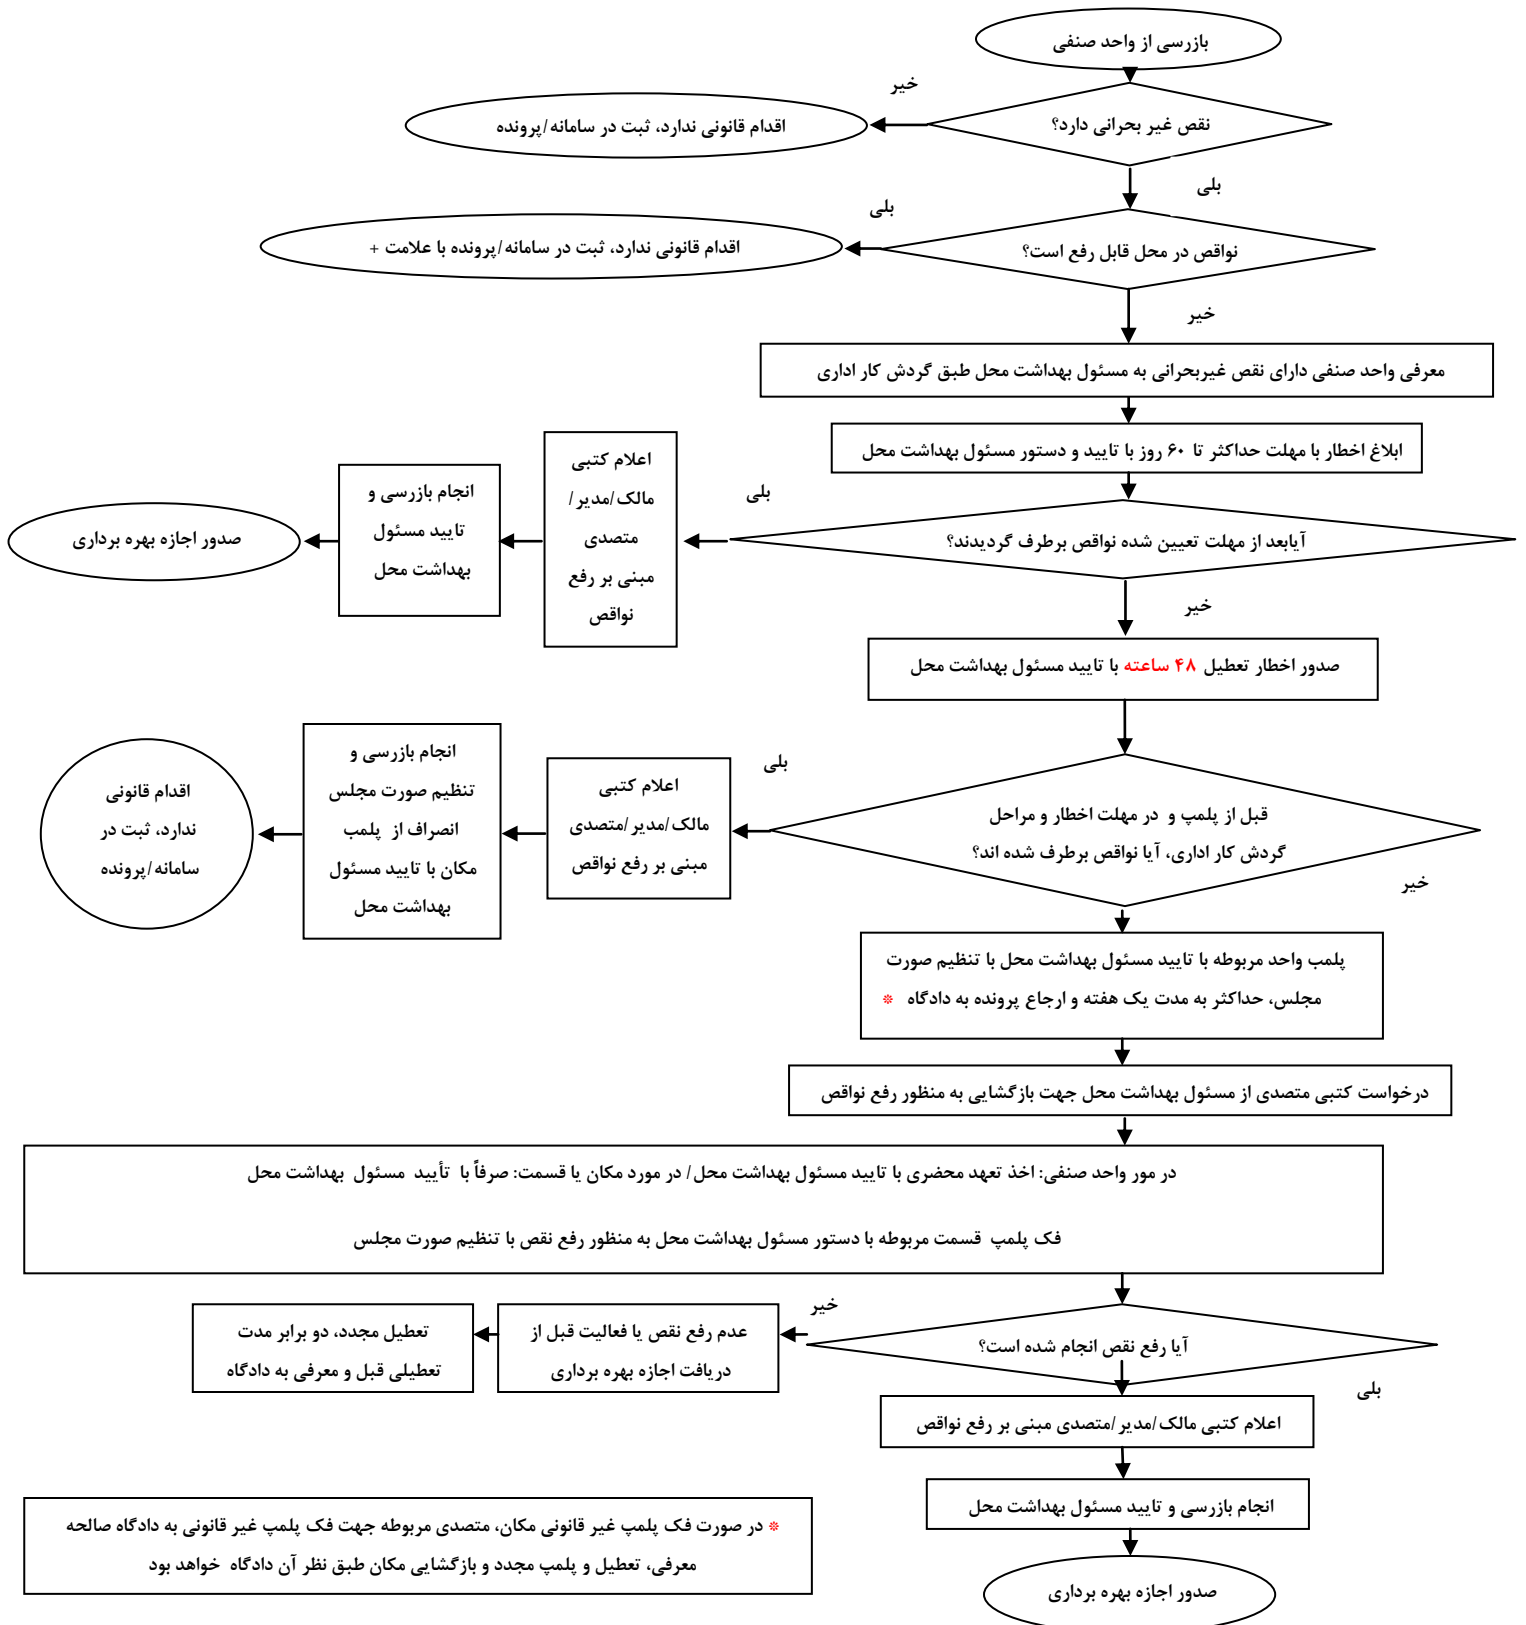 بازرسی از واحد صنفی
نقص غیر بحرانی دارد؟
خیر
اقدام قانونی ندارد، ثبت در سامانه/پرونده
بلی
نواقص در محل قابل رفع است؟
بلی
اقدام قانونی ندارد، ثبت در سامانه/پرونده با علامت +
خیر
معرفی واحد صنفی دارای نقص غیربحرانی به مسئول بهداشت محل طبق گردش کار اداری
ابلاغ اخطار با مهلت حداکثر تا ۶۰ روز با تایید و دستور مسئول بهداشت محل
آیابعد از مهلت تعیین شده نواقص برطرف گردیدند؟
بلی
اعلام کتبی
مالک/مدیر/
متصدی
مبنی بر رفع
نواقص
انجام بازرسی و
تایید مسئول
بهداشت محل
صدور اجازه بهره برداری
خیر
صدور اخطار تعطیل ۴۸ ساعته با تایید مسئول بهداشت محل
قبل از پلمپ و در مهلت اخطار و مراحل
گردش کار اداری، آیا نواقص برطرف شده اند؟
بلی
اعلام کتبی
مالک/مدیر/متصدی
مبنی بر رفع نواقص
انجام بازرسی و
تنظیم صورت مجلس
انصراف از پلمب
مکان با تایید مسئول
بهداشت محل
اقدام قانونی
ندارد، ثبت در
سامانه/پرونده
خیر
پلمب واحد مربوطه با تایید مسئول بهداشت محل با تنظیم صورت
مجلس، حداکثر به مدت یک هفته و ارجاع پرونده به دادگاه *
درخواست کتبی متصدی از مسئول بهداشت محل جهت بازگشایی به منظور رفع نواقص
در مور واحد صنفی: اخذ تعهد محضری با تایید مسئول بهداشت محل/ در مورد مکان یا قسمت: صرفاً با تأیید مسئول بهداشت محل
فک پلمپ قسمت مربوطه با دستور مسئول بهداشت محل به منظور رفع نقص با تنظیم صورت مجلس
آیا رفع نقص انجام شده است؟
خیر
عدم رفع نقص یا فعالیت قبل از
دریافت اجازه بهره برداری
تعطیل مجدد، دو برابر مدت
تعطیلی قبل و معرفی به دادگاه
بلی
اعلام کتبی مالک/مدیر/متصدی مبنی بر رفع نواقص
انجام بازرسی و تایید مسئول بهداشت محل
صدور اجازه بهره برداری
* در صورت فک پلمپ غیر قانونی مکان، متصدی مربوطه جهت فک پلمپ غیر قانونی به دادگاه صالحه
معرفی، تعطیل و پلمپ مجدد و بازگشایی مکان طبق نظر آن دادگاه خواهد بود